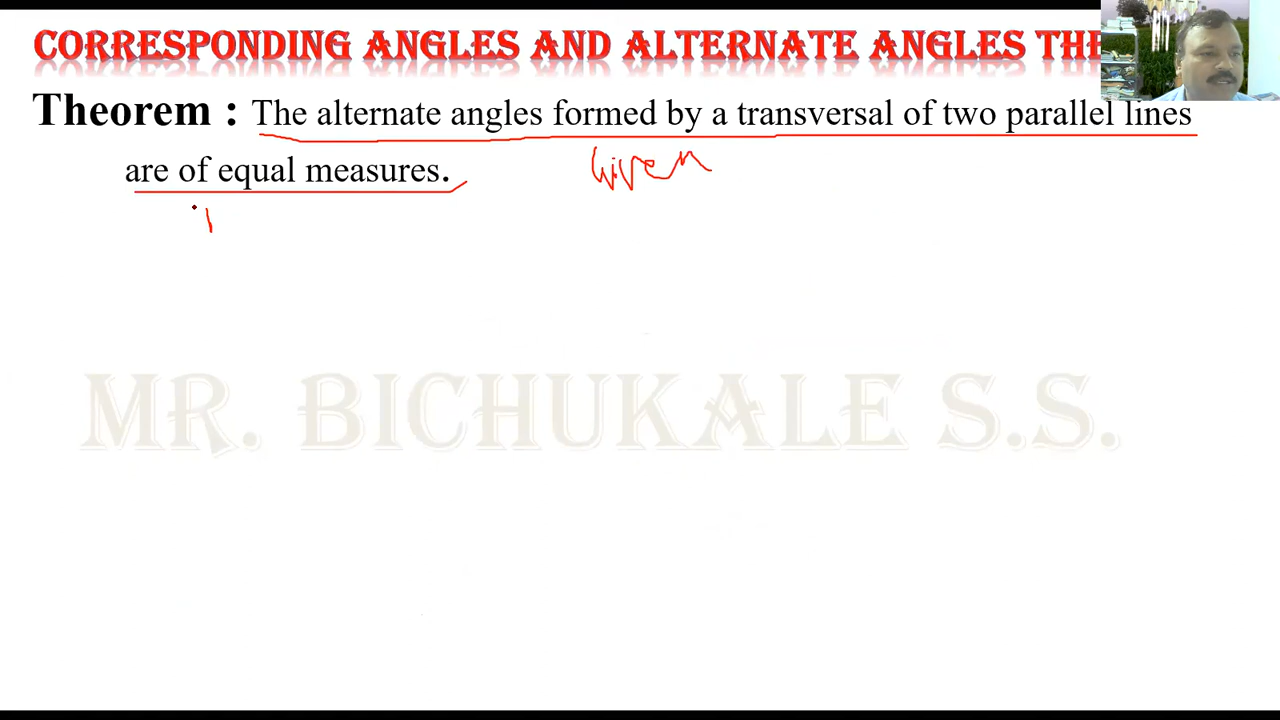 CORRESPONDING ANGLES AND ALTERNATE ANGLES THE
Theorem : The alternate angles formed by a transversal of two parallel lines
are of equal measures.
Given
MR. BICHUKALE S.S.